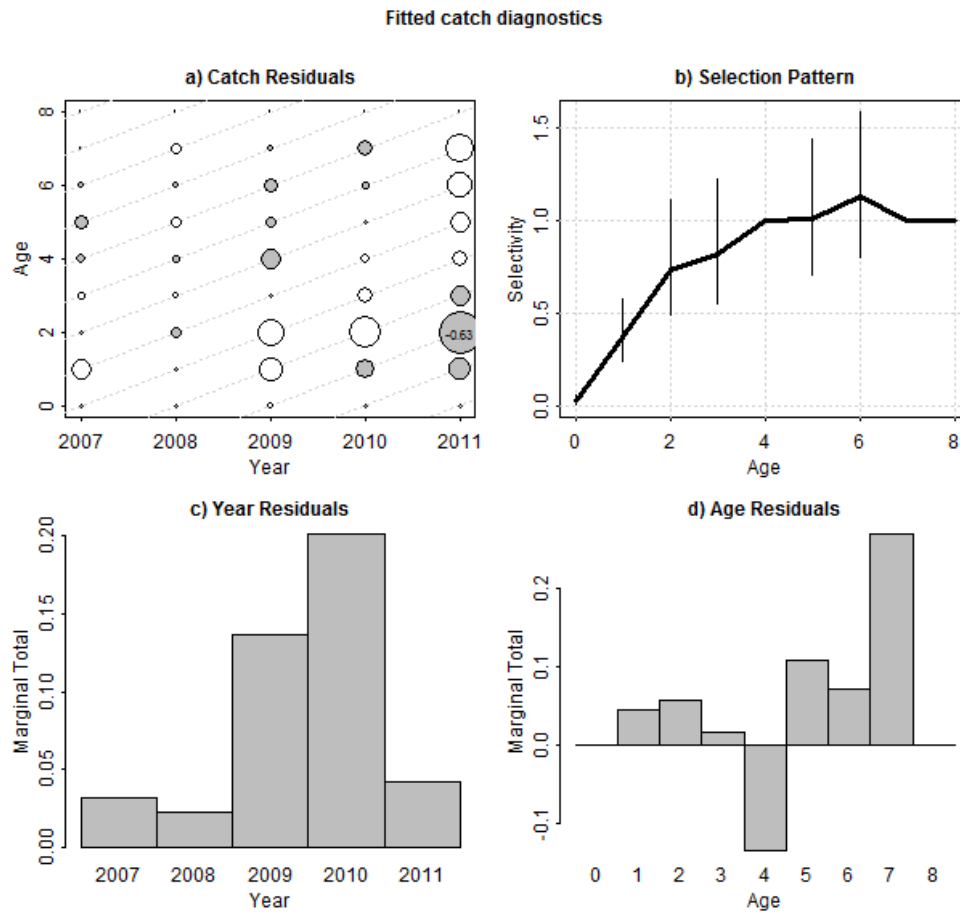 Fitted catch diagnostics
a) Catch Residuals
8
6
4
2
0
Age
−0.63
2007 2008 2009 2010 2011
Year
b) Selection Pattern
1.5
1.0
0.5
0.0
Selectivity
0 2 4 6 8
Age
c) Year Residuals
0.20
0.15
0.10
0.05
0.00
Marginal Total
2007 2008 2009 2010 2011
Year
d) Age Residuals
0.2
0.1
0.0
-0.1
Marginal Total
0 1 2 3 4 5 6 7 8
Age